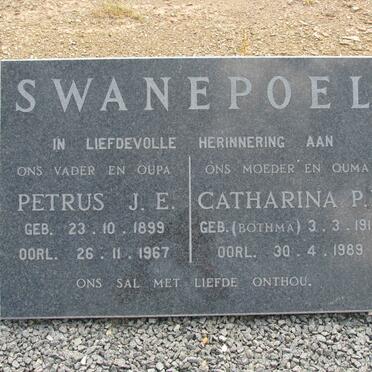 SWANEPOEL
IN LIEFDEVOLLE HERINNERING AAN
ONS VADER EN OUPA
PETRUS J. E.
GEB. 23.10.1899
OORL. 26.11.1967
ONS MOEDER EN OUMA
CATHARINA P.
GEB. (BOTHMA) 3.3.191
OORL. 30.4.1989
ONS SAL MET LIEFDE ONTHOU.